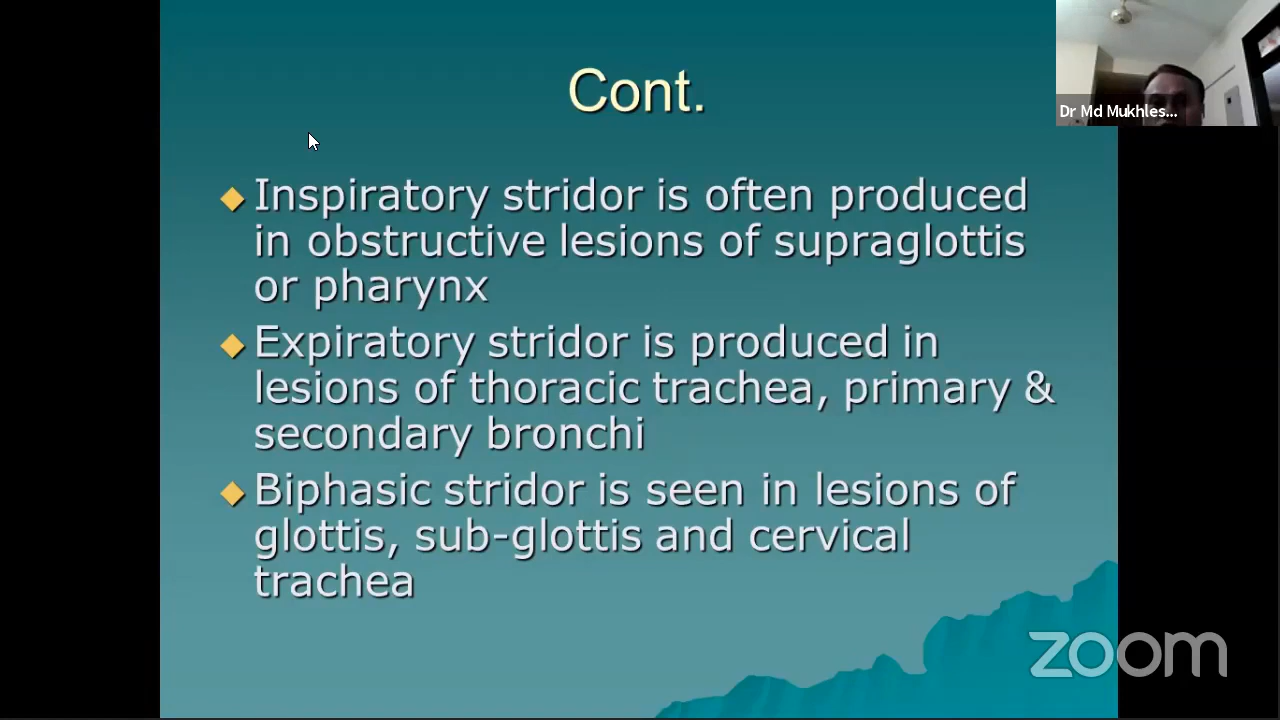 Cont.
Dr Md Mukhles...
Inspiratory stridor is often produced
in obstructive lesions of supraglottis
or pharynx
Expiratory stridor is produced in
lesions of thoracic trachea, primary &
secondary bronchi
Biphasic stridor is seen in lesions of
glottis, sub-glottis and cervical
trachea
zoom